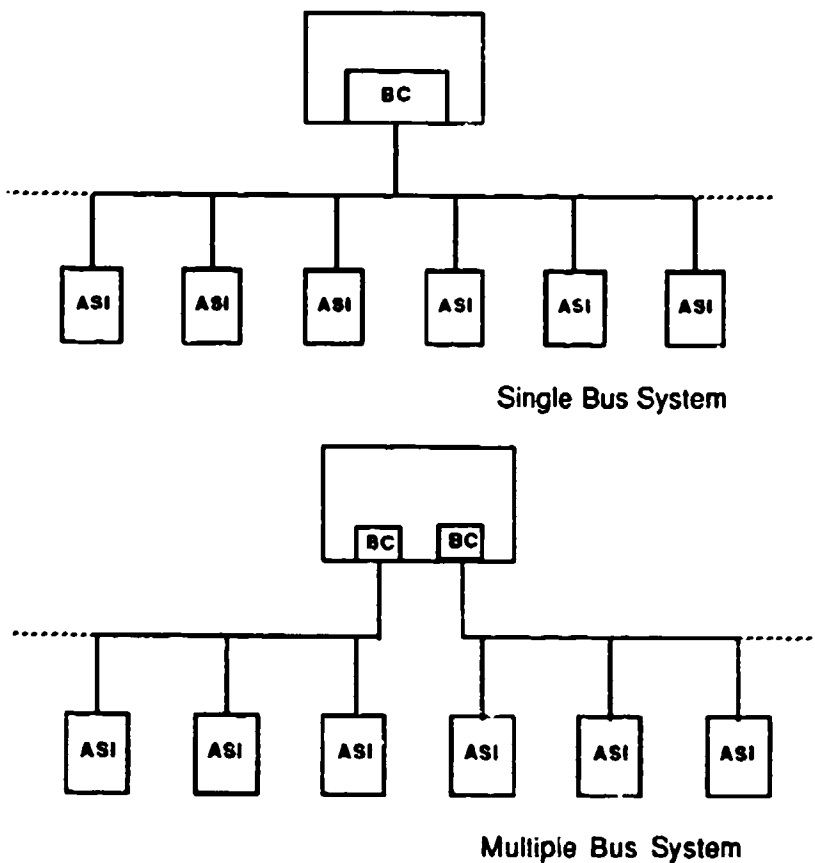 BC
ASI ASI ASI ASI ASI ASI
Single Bus System
BC BC
ASI ASI ASI ASI ASI ASI
Multiple Bus System